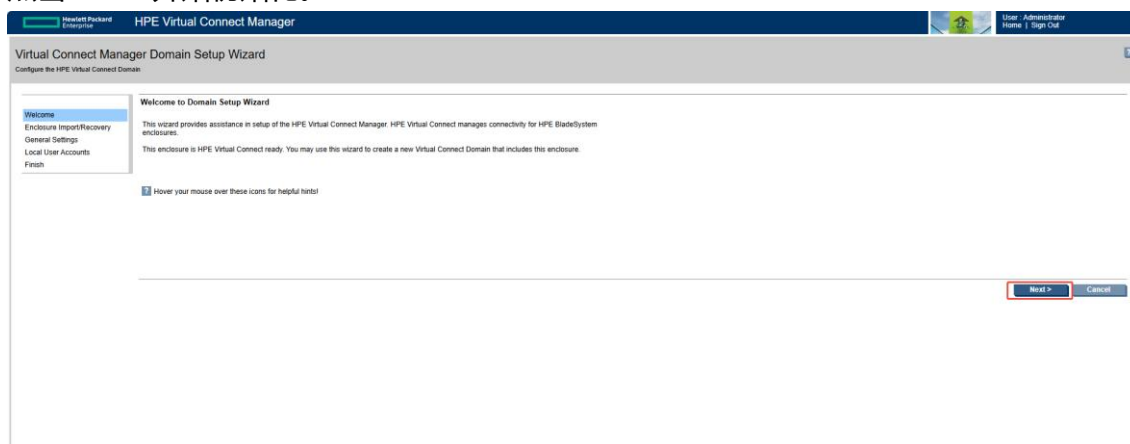 Hewlett Packard
Enterprise
HPE Virtual Connect Manager
User : Administrator
Home | Sign Out
Virtual Connect Manager Domain Setup Wizard
Configure the HPE Virtual Connect Domain
Welcome
Enclosure Import/Recovery
General Settings
Local User Accounts
Finish
Welcome to Domain Setup Wizard
This wizard provides assistance in setup of the HPE Virtual Connect Manager. HPE Virtual Connect manages connectivity for HPE BladeSystem
enclosures.
This enclosure is HPE Virtual Connect ready. You may use this wizard to create a new Virtual Connect Domain that includes this enclosure.
? Hover your mouse over these icons for helpful hints!
Next > Cancel